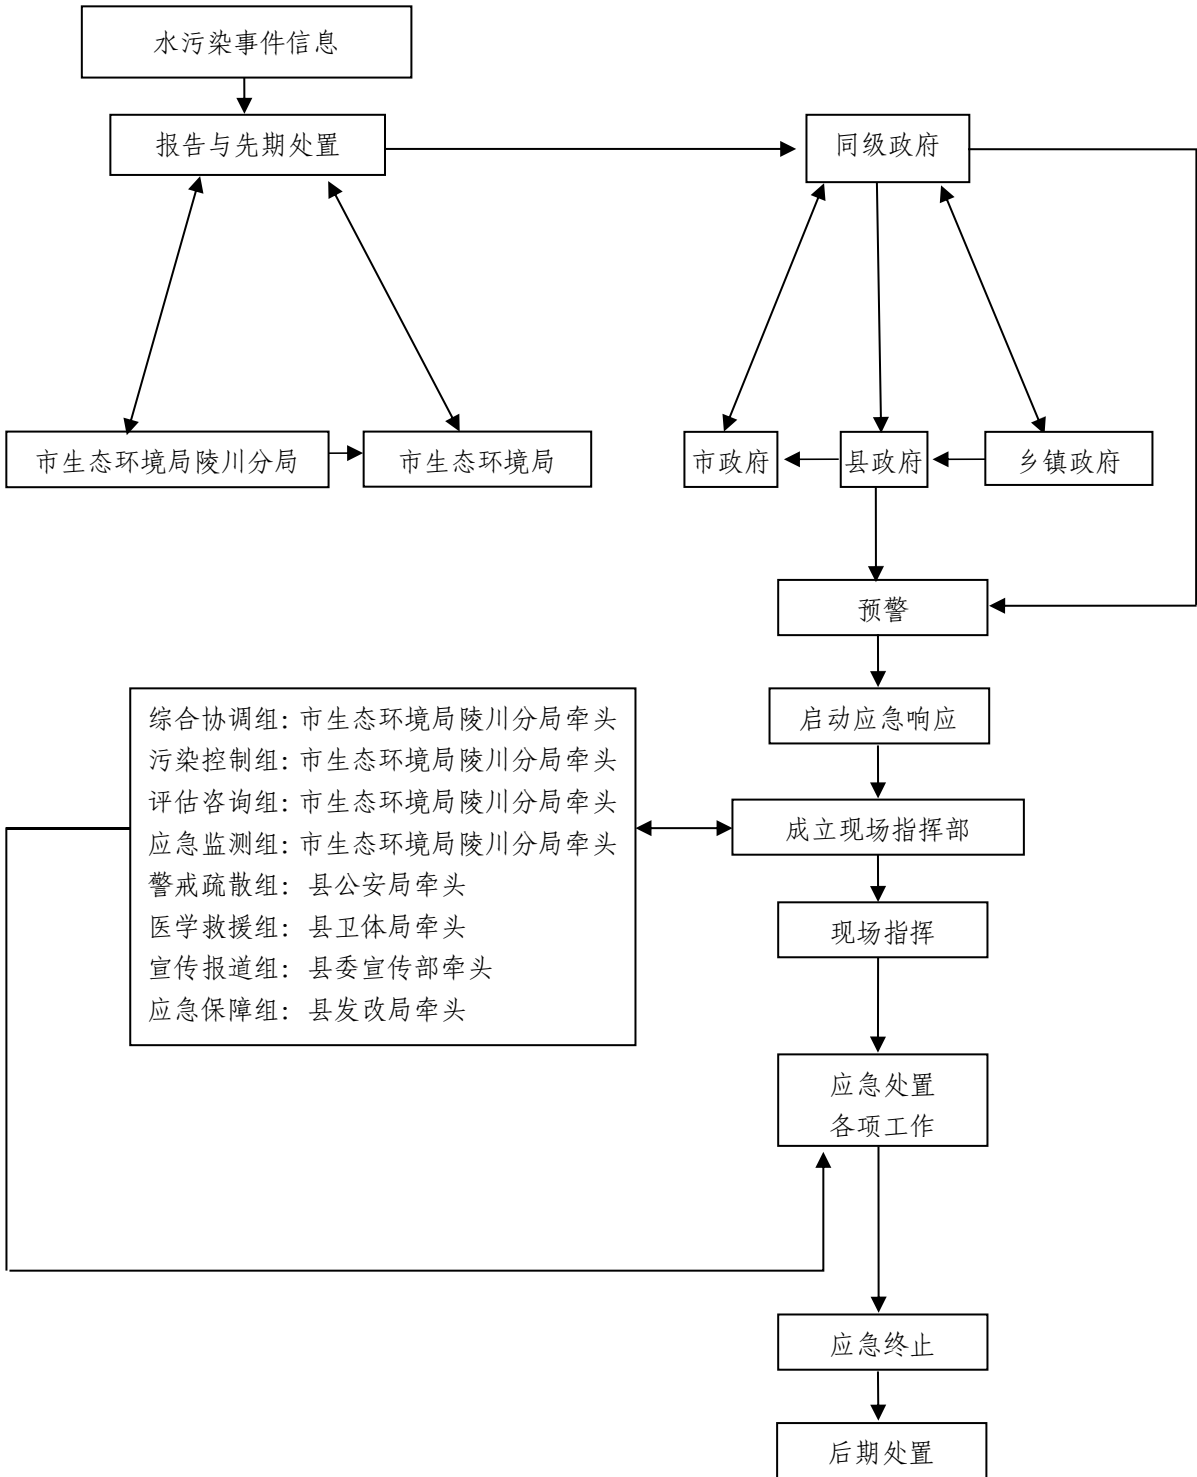 水污染事件信息
报告与先期处置
同级政府
市生态环境局陵川分局
市生态环境局
市政府
县政府
乡镇政府
预警
启动应急响应
综合协调组：市生态环境局陵川分局牵头
污染控制组：市生态环境局陵川分局牵头
评估咨询组：市生态环境局陵川分局牵头
应急监测组：市生态环境局陵川分局牵头
警戒疏散组：县公安局牵头
医学救援组：县卫体局牵头
宣传报道组：县委宣传部牵头
应急保障组：县发改局牵头
成立现场指挥部
现场指挥
应急处置
各项工作
应急终止
后期处置